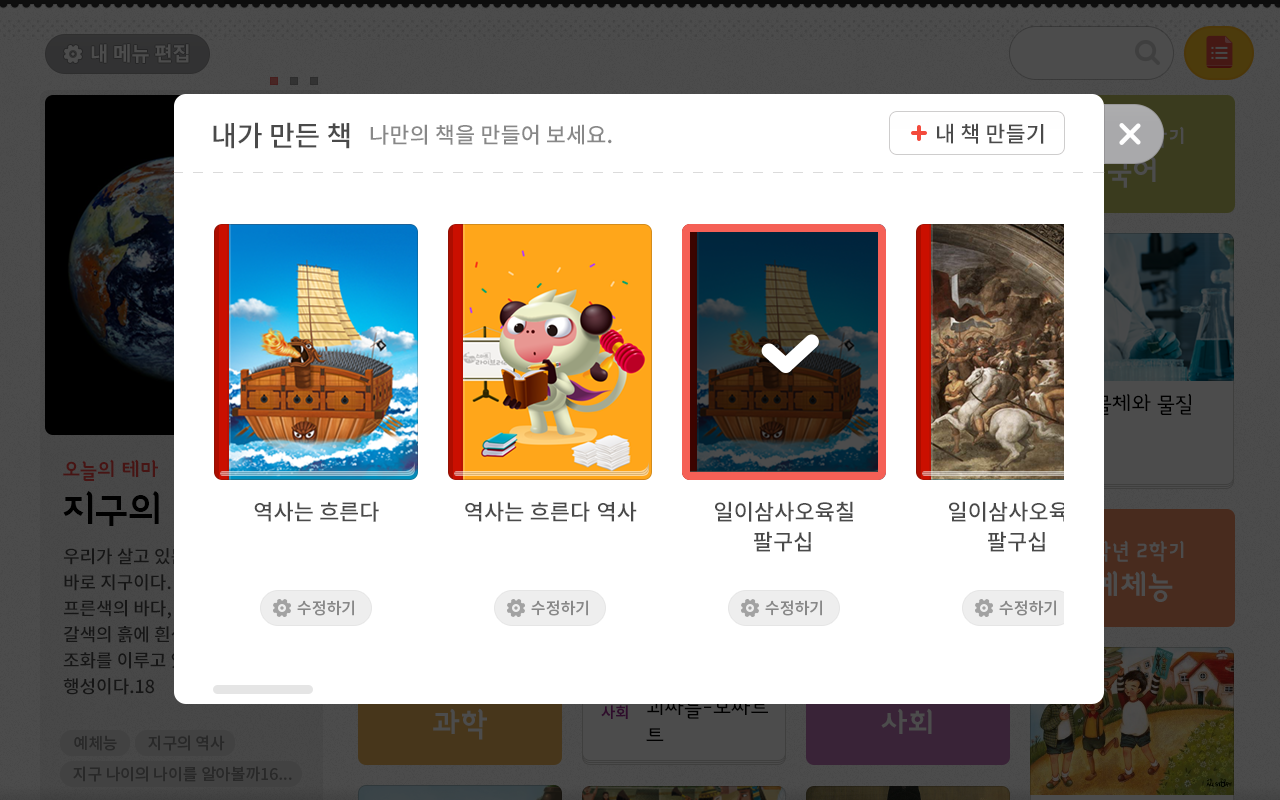 내 메뉴 편집
내가 만든 책
나만의 책을 만들어 보세요.
내 책 만들기
역사는 흐른다
역사는 흐른다 역사
일이삼사오육칠
팔구십
일이삼사오육
팔구십
수정하기
수정하기
수정하기
수정하기
오늘의 테마
지구의
우리가 살고 있
바로 지구이다.
프른색의 바다,
갈색의 흙에 흰
조화를 이루고
행성이다.18
예체능
지구의 역사
지구 나이의 나이를 알아볼까16...
기
국어
물체와 물질
학년 2학기
예체능
과학
사회
트
사회